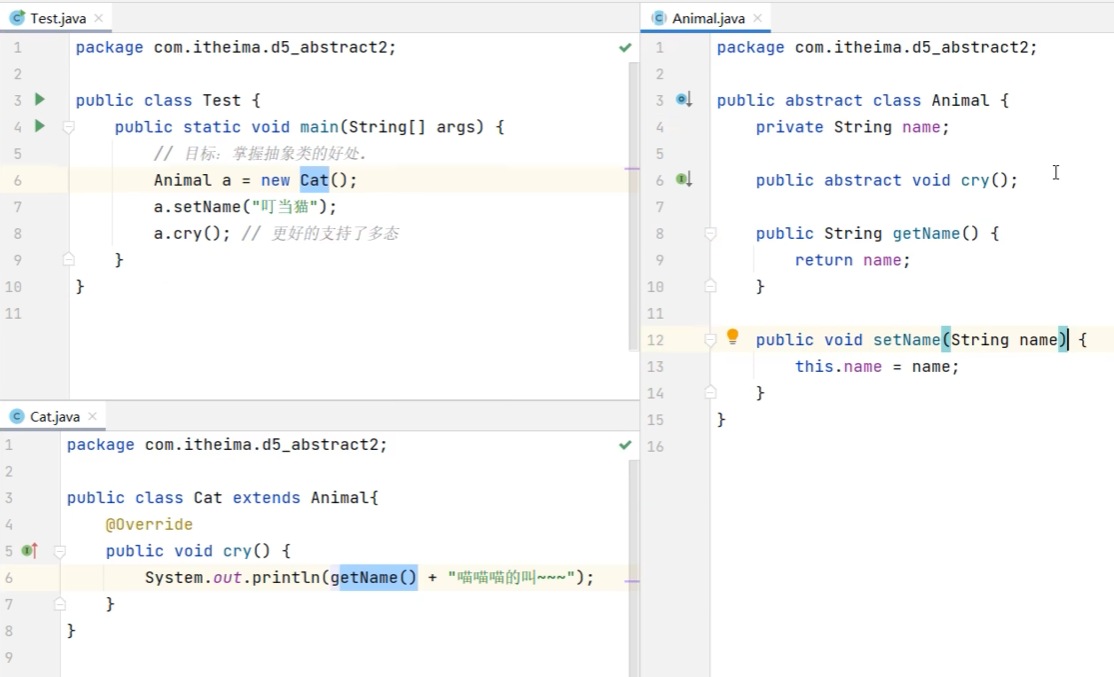 Test.java
1 package com.itheima.d5_abstract2;
2
3 public class Test {
4 public static void main(String[] args) {
5 // 目标：掌握抽象类的好处.
6 Animal a = new Cat();
7 a.setName("叮当猫");
8 a.cry(); // 更好的支持了多态
9 }
10 }
11
Cat.java
1 package com.itheima.d5_abstract2;
2
3 public class Cat extends Animal{
4 @Override
5 public void cry() {
6 System.out.println(getName() + "喵喵喵的叫~~~");
7 }
8 }
9
Animal.java
1 package com.itheima.d5_abstract2;
2
3 public abstract class Animal {
4 private String name;
5
6 public abstract void cry();
7
8 public String getName() {
9 return name;
10 }
11
12 public void setName(String name) {
13 this.name = name;
14 }
15 }
16